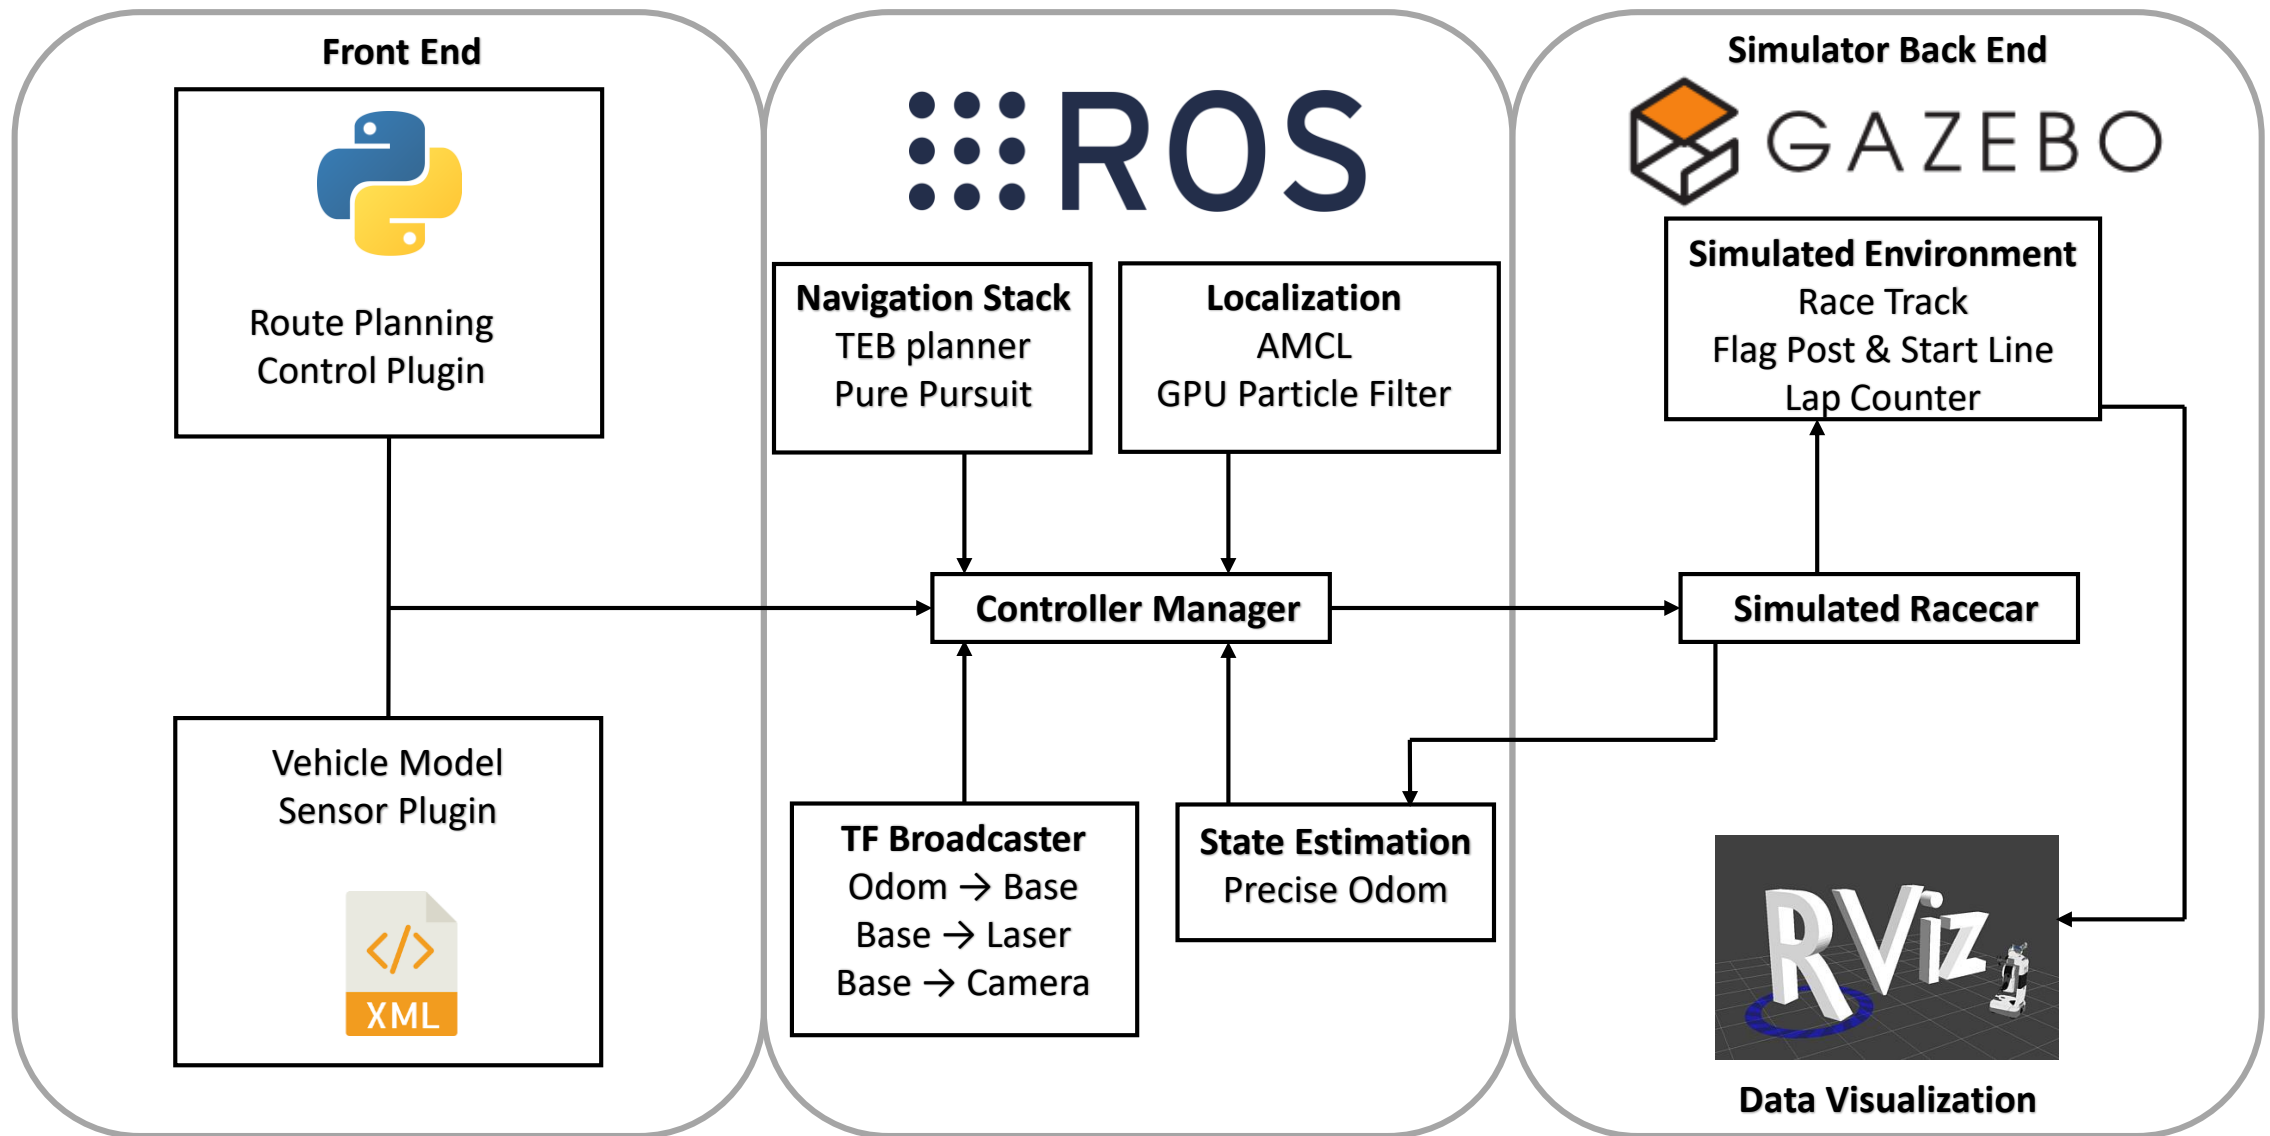 Front End
Route Planning
Control Plugin
Vehicle Model
Sensor Plugin
</>
XML
ROS
Navigation Stack
TEB planner
Pure Pursuit
Localization
AMCL
GPU Particle Filter
Controller Manager
TF Broadcaster
Odom → Base
Base → Laser
Base → Camera
State Estimation
Precise Odom
Simulator Back End
GAZEBO
Simulated Environment
Race Track
Flag Post & Start Line
Lap Counter
Simulated Racecar
RViz
Data Visualization